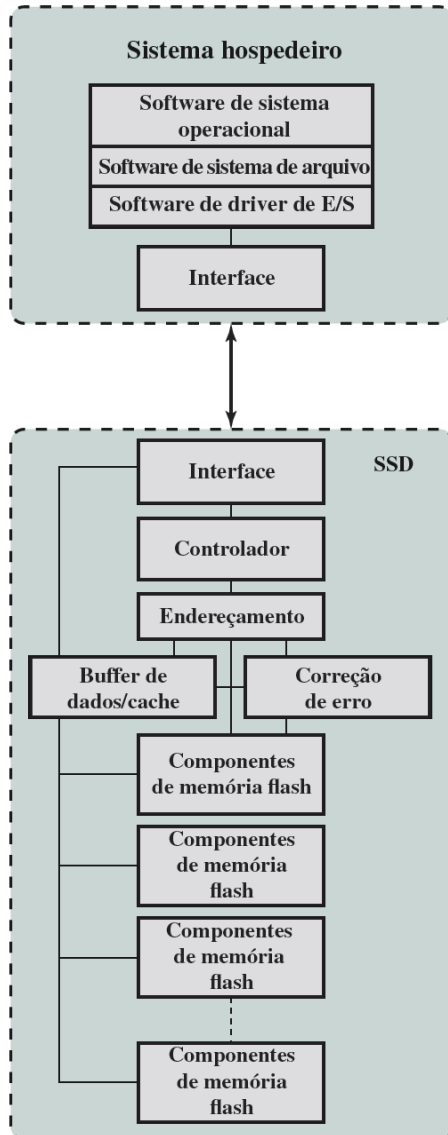 Sistema hospedeiro
Software de sistema
operacional
Software de sistema de arquivo
Software de driver de E/S
Interface
SSD
Interface
Controlador
Endereçamento
Buffer de
dados/cache
Correção
de erro
Componentes
de memória flash
Componentes
de memória
flash
Componentes
de memória
flash
Componentes
de memória
flash